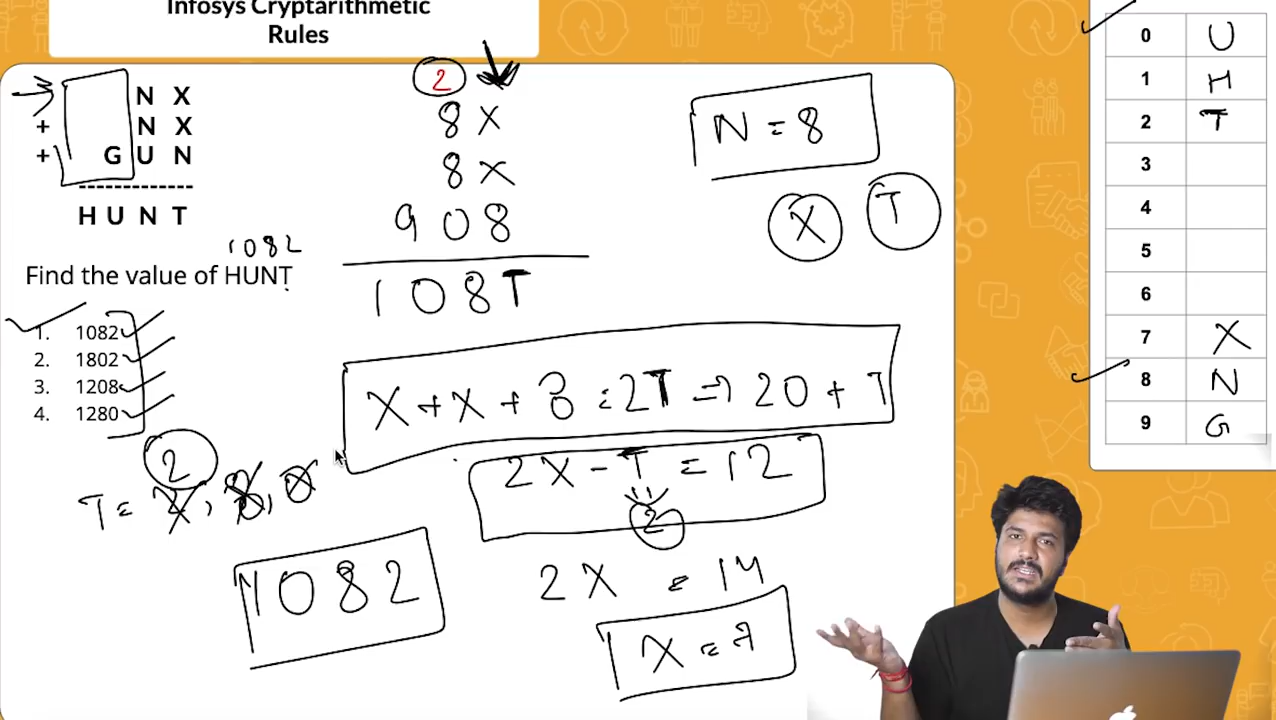 Infosys Cryptarithmetic
Rules
N X
+ N X
+ G U N
-------------
H U N T
1082
Find the value of HUNT.
1. 1082
2. 1802
3. 1208
4. 1280
2
8 X
8 X
9 0 8
1 0 8 T
N = 8
X T
X + X + 8 = 2T => 20 + T
2X - T = 12
2
2X = 14
X = 7
2
T =
1082
0 U
1 H
2 T
3
4
5
6
7 X
8 N
9 G